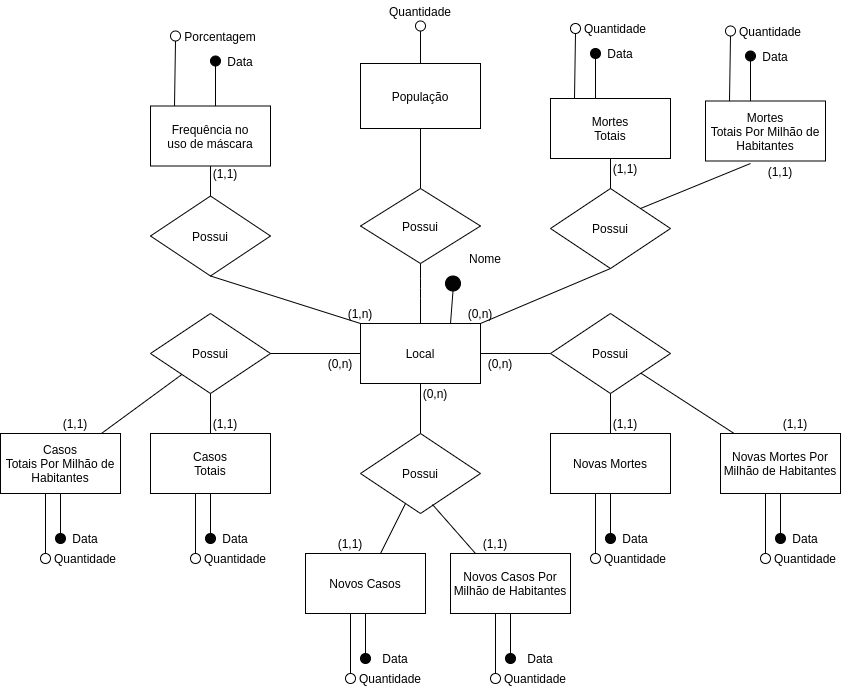 Quantidade
Porcentagem
Data
Quantidade
Data
Quantidade
Data
Frequência no
uso de máscara
População
Mortes
Totais
Mortes
Totais Por Milhão de
Habitantes
(1,1)
(1,1)
(1,1)
Possui
Possui
Possui
Nome
(1,n)
(0,n)
Possui
Local
Possui
(0,n)
(0,n)
(0,n)
(1,1)
(1,1)
(1,1)
(1,1)
Casos
Totais Por Milhão de
Habitantes
Casos
Totais
Possui
Novas Mortes
Novas Mortes Por
Milhão de Habitantes
Data
Quantidade
Data
Quantidade
(1,1)
(1,1)
Data
Quantidade
Data
Quantidade
Novos Casos
Novos Casos Por
Milhão de Habitantes
Data
Quantidade
Data
Quantidade